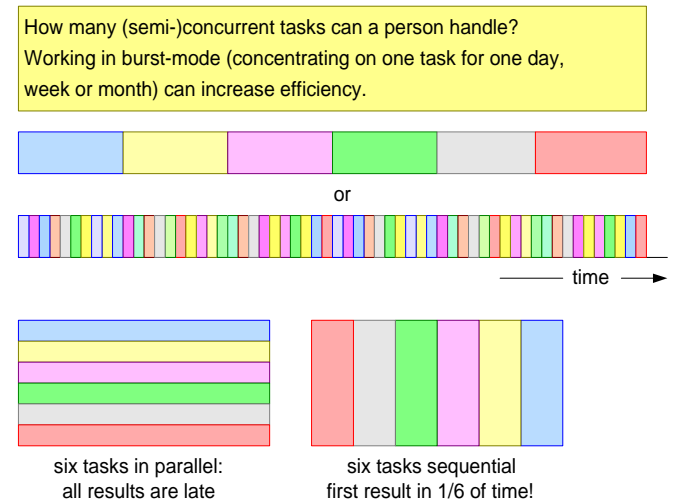 How many (semi-)concurrent tasks can a person handle?
Working in burst-mode (concentrating on one task for one day,
week or month) can increase efficiency.
or
time
six tasks in parallel:
all results are late
six tasks sequential
first result in 1/6 of time!